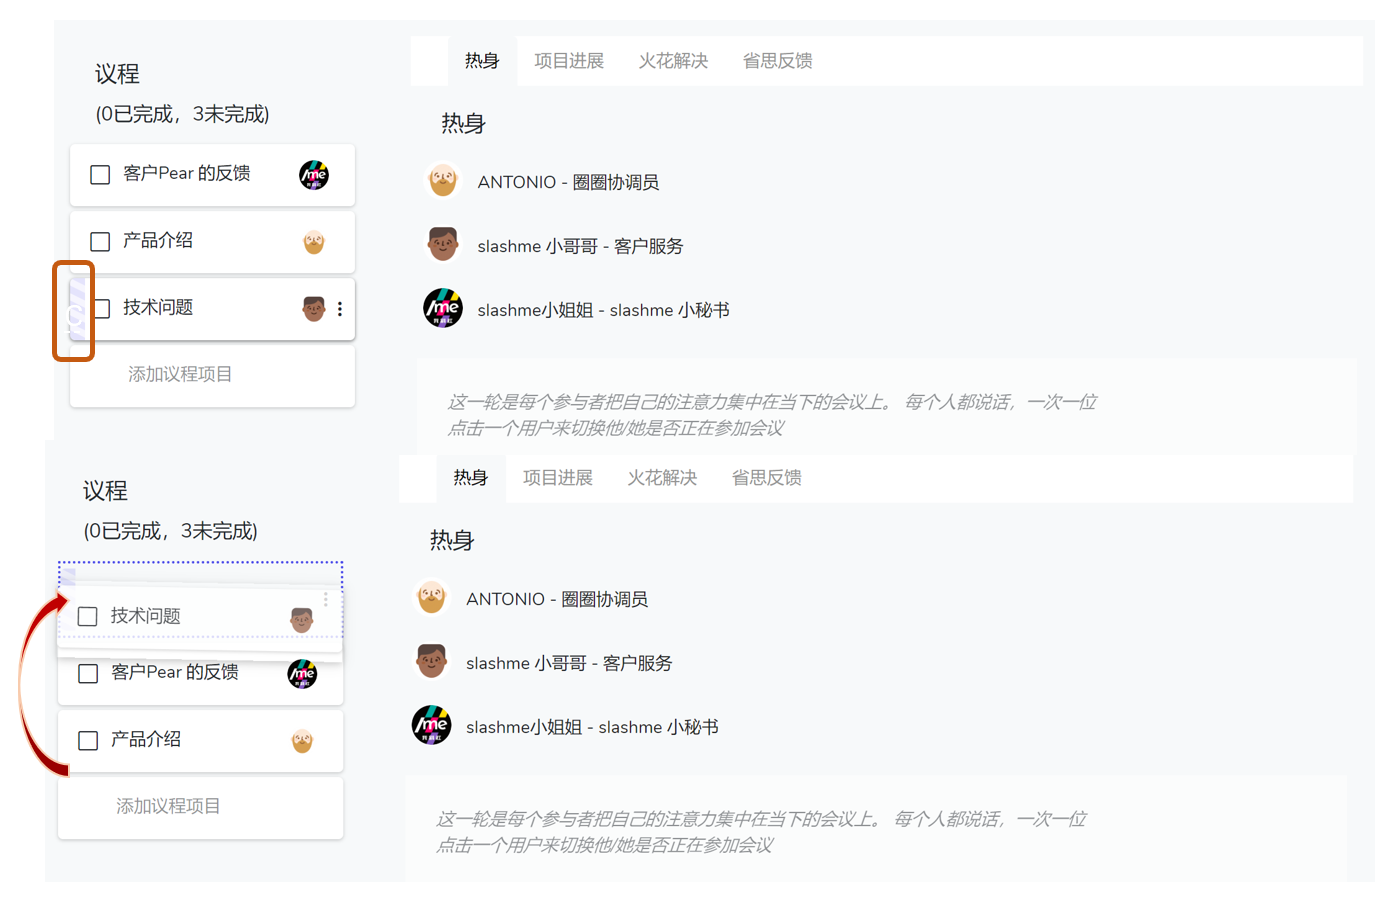 议程
(0已完成，3未完成)
客户Pear 的反馈
产品介绍
技术问题
添加议程项目
热身 项目进展 火花解决 省思反馈
热身
ANTONIO - 圈圈协调员
slashme 小哥哥 - 客户服务
/me
slashme小姐姐 - slashme 小秘书
这一轮是每个参与者把自己的注意力集中在当下的会议上。 每个人都说话，一次一位
点击一个用户来切换他/她是否正在参加会议
议程
(0已完成，3未完成)
技术问题
客户Pear 的反馈
产品介绍
添加议程项目
热身 项目进展 火花解决 省思反馈
热身
ANTONIO - 圈圈协调员
slashme 小哥哥 - 客户服务
/me
slashme小姐姐 - slashme 小秘书
这一轮是每个参与者把自己的注意力集中在当下的会议上。 每个人都说话，一次一位
点击一个用户来切换他/她是否正在参加会议